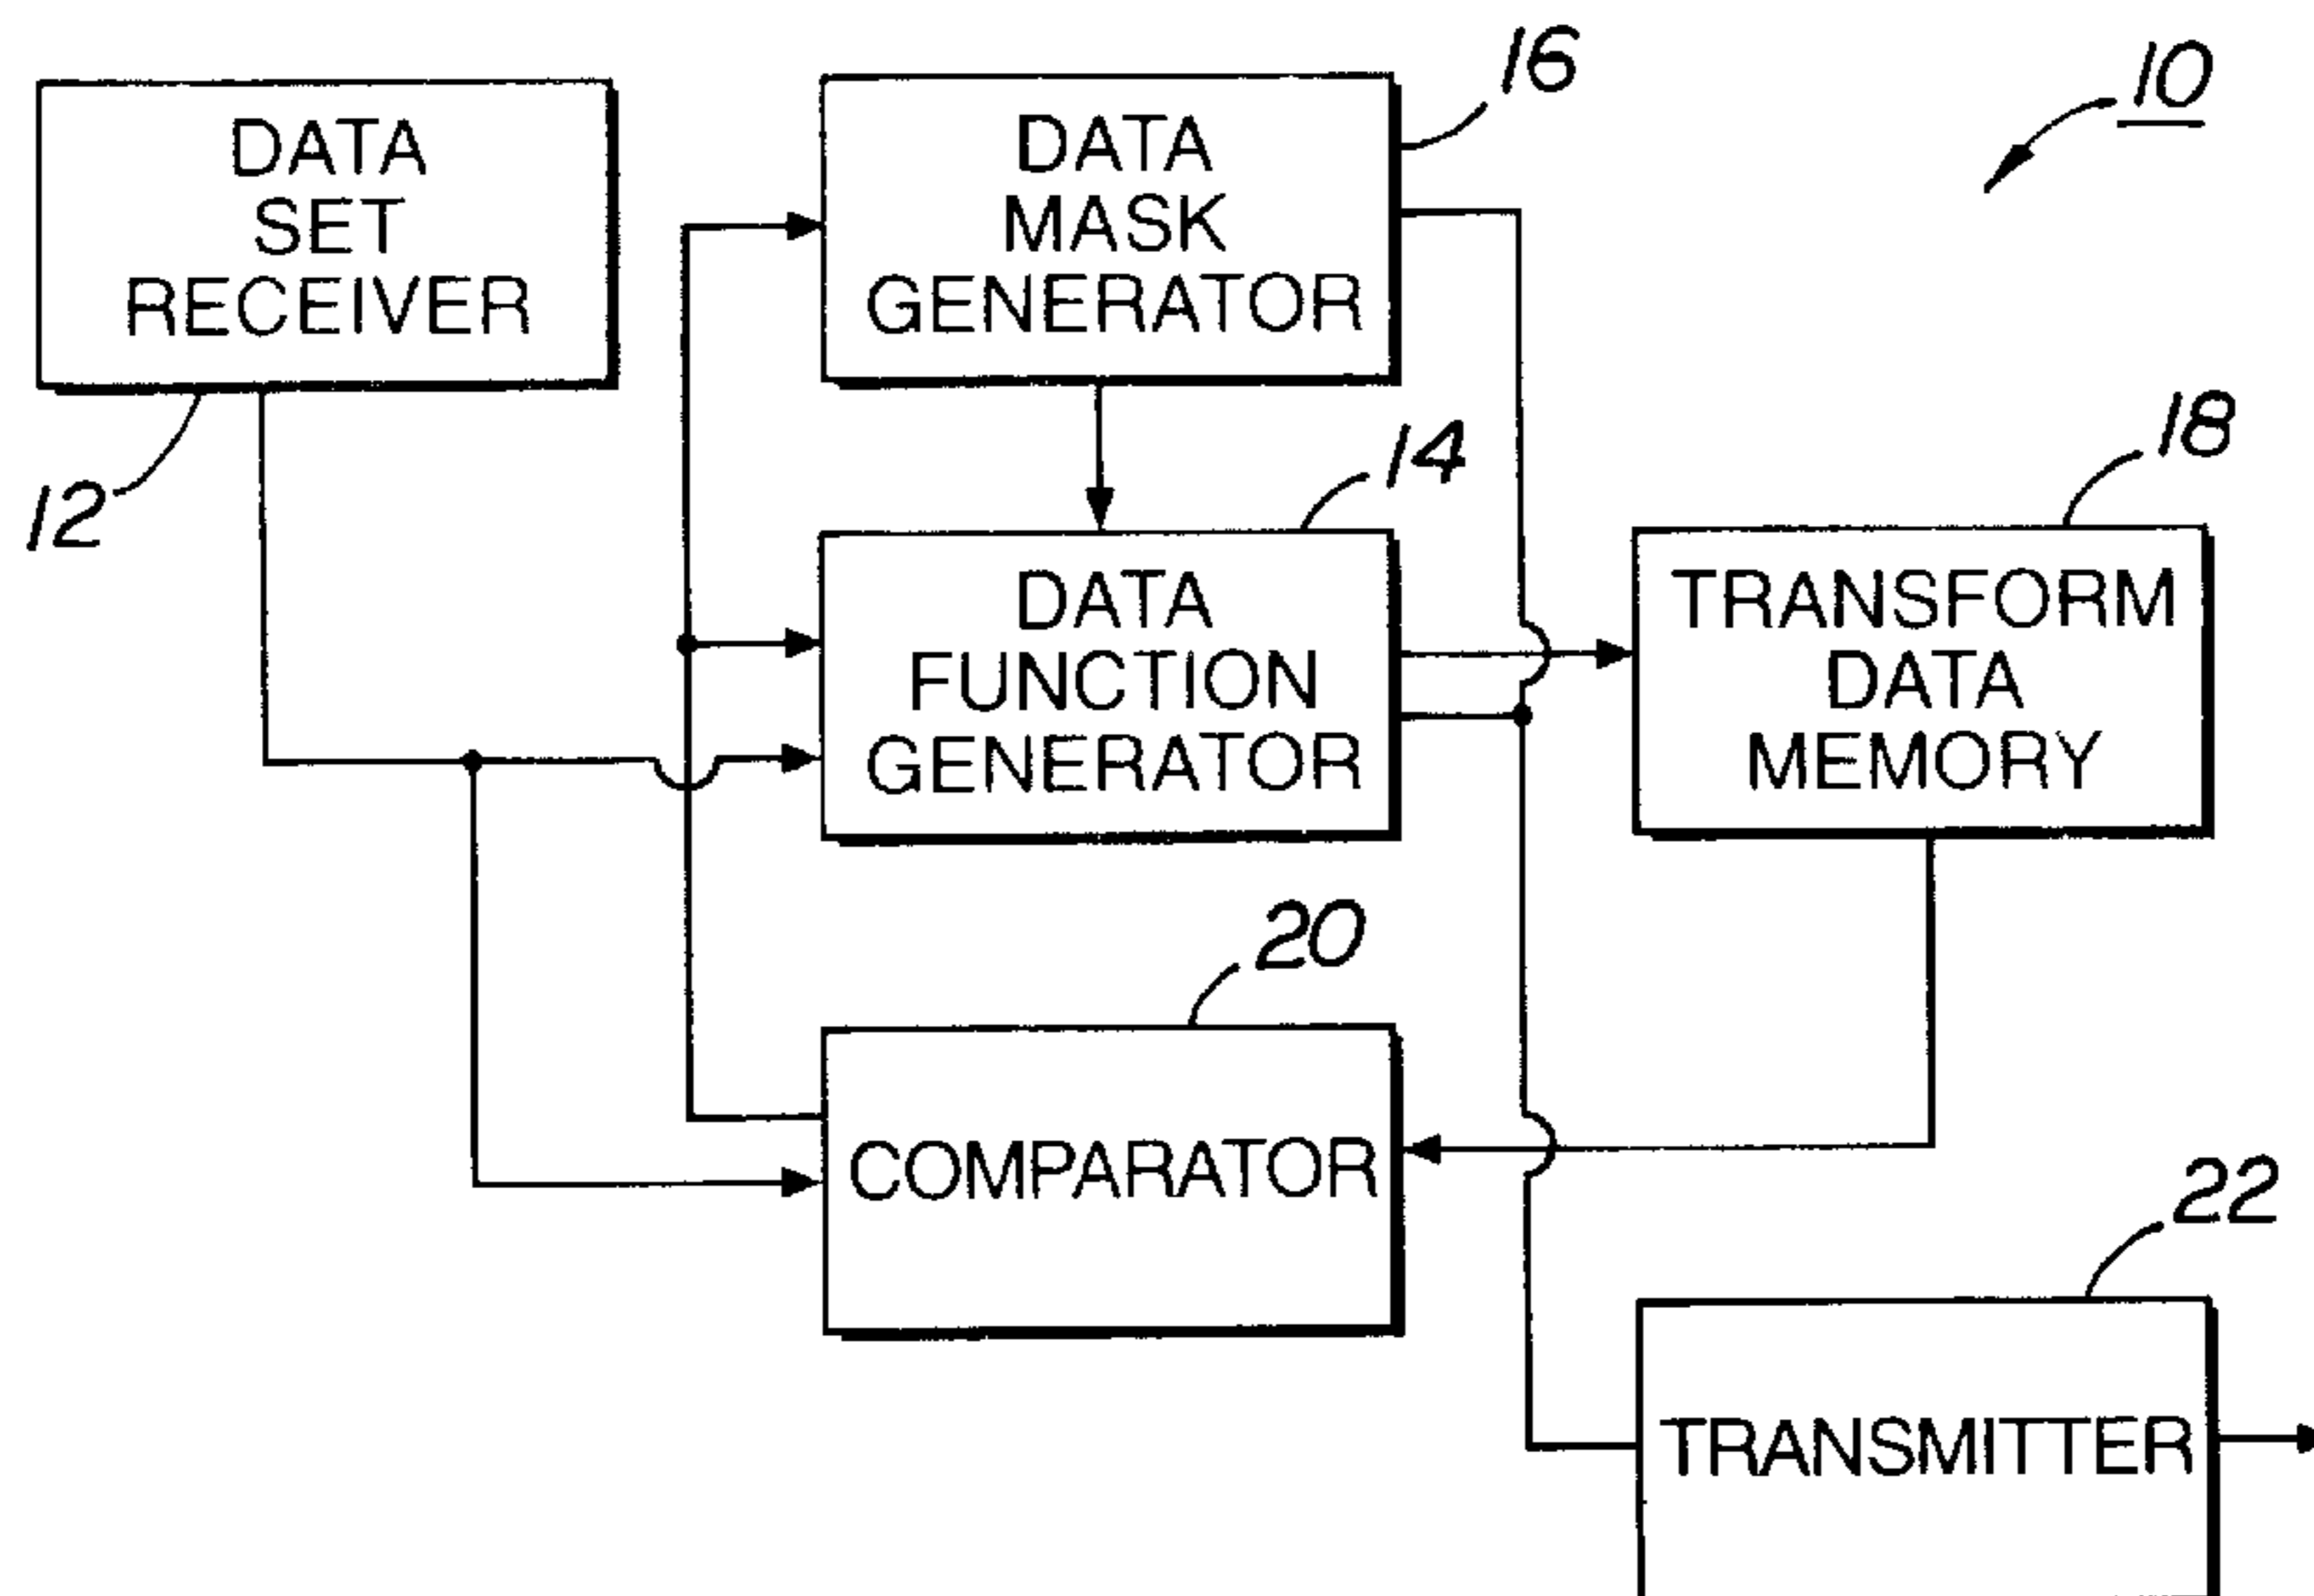 10
DATA
SET
RECEIVER
12
DATA
MASK
GENERATOR
16
DATA
FUNCTION
GENERATOR
14
TRANSFORM
DATA
MEMORY
18
COMPARATOR
20
TRANSMITTER
22